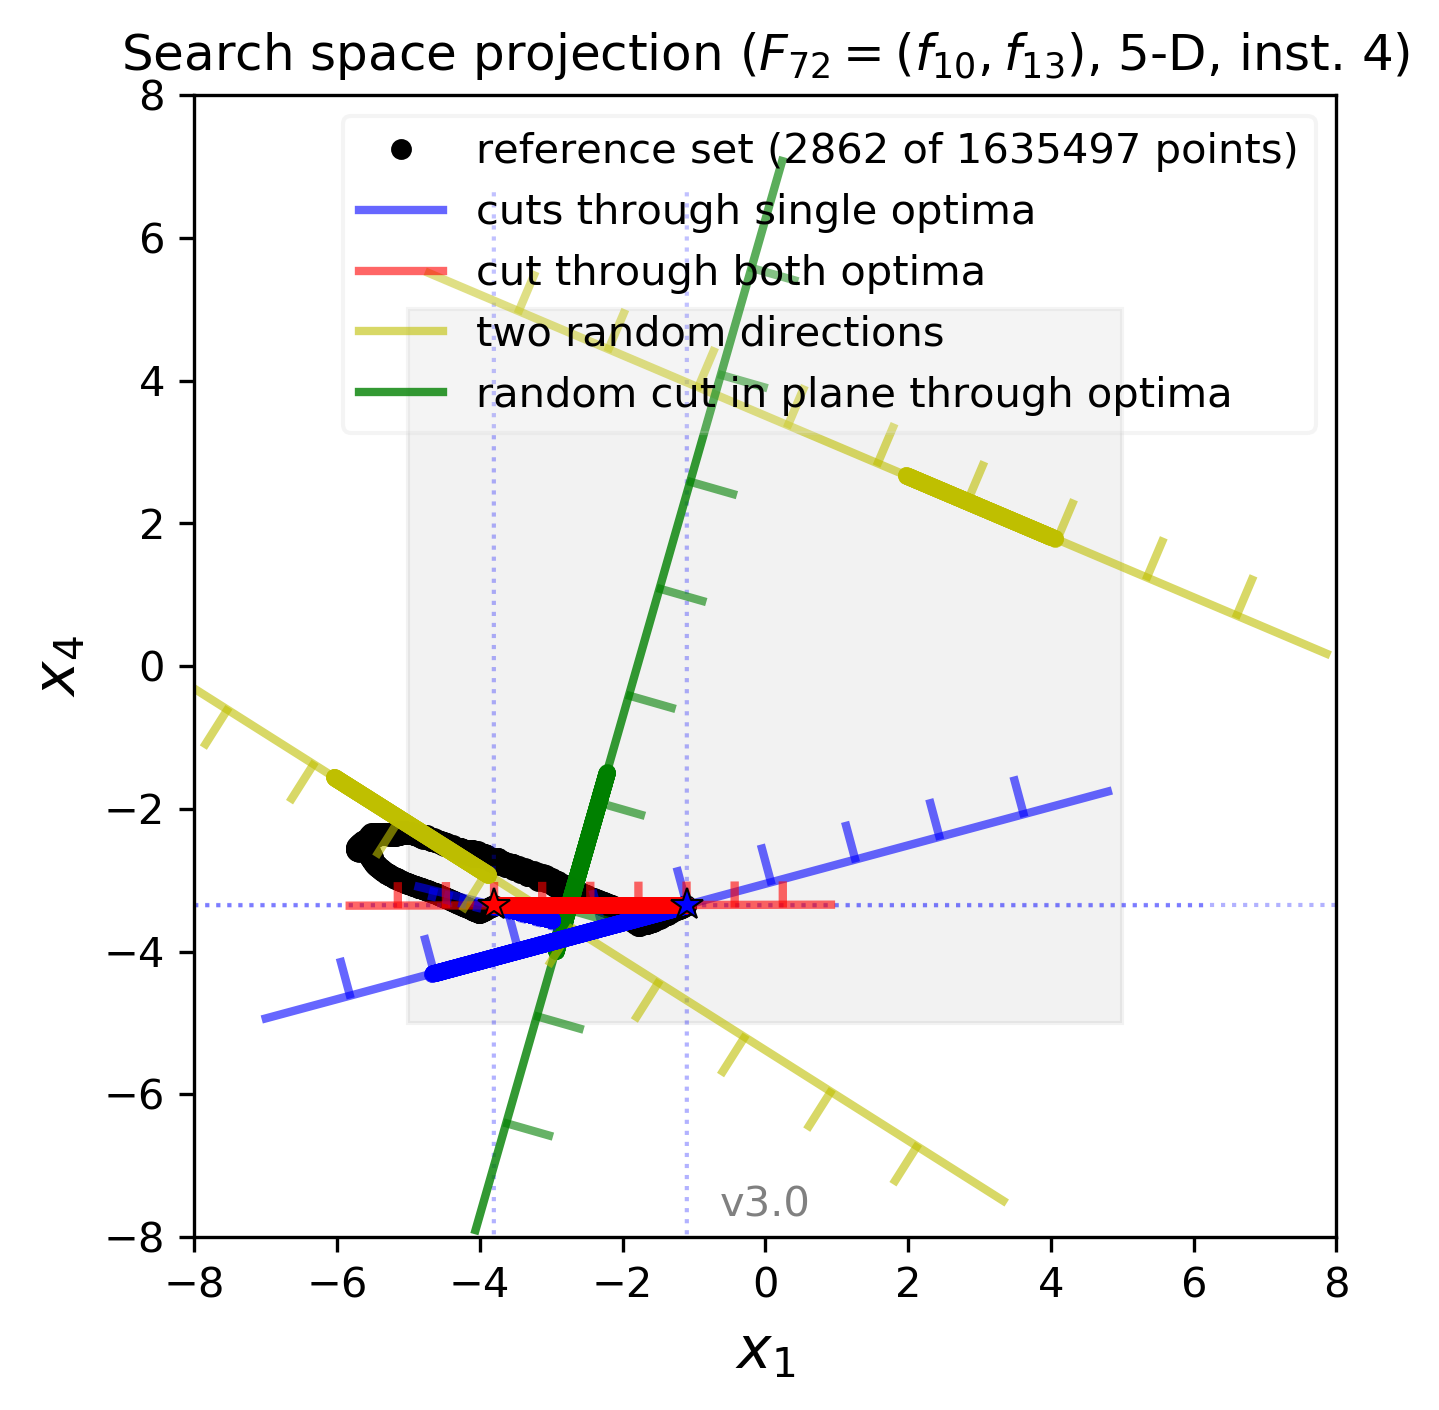 Search space projection (F72 = (f10, f13), 5-D, inst. 4)
reference set (2862 of 1635497 points)
cuts through single optima
cut through both optima
two random directions
random cut in plane through optima
8
6
4
2
0
−2
−4
−6
−8
x4
v3.0
−8 −6 −4 −2 0 2 4 6 8
x1